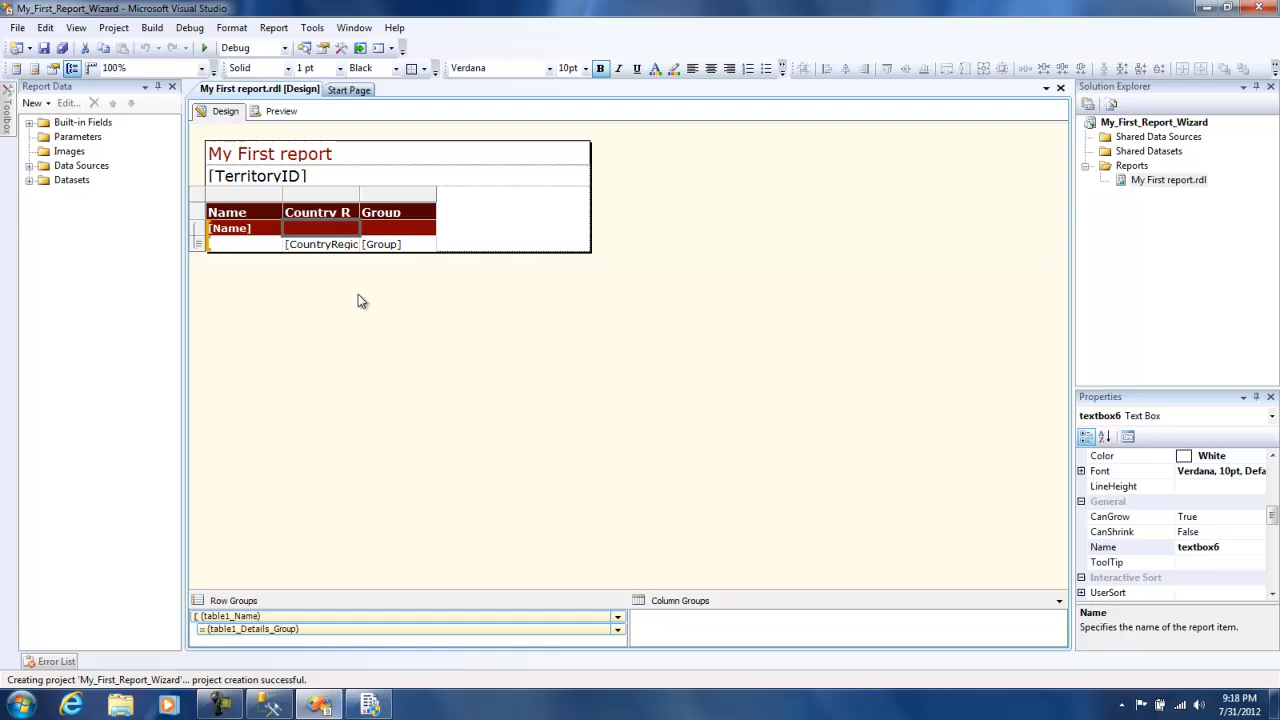 My_First_Report_Wizard - Microsoft Visual Studio
File Edit View Project Build Debug Format Report Tools Window Help
Debug
100% Solid 1 pt Black Verdana 10pt B I U A
Report Data
New Edit...
Built-in Fields
Parameters
Images
Data Sources
Datasets
Toolbox
My First report.rdl [Design] Start Page
Design Preview
My First report
[TerritoryID]
Name Country R Group
[Name]
[CountryRegic [Group]
Row Groups
[ (table1_Name)
= (table1_Details_Group)
Column Groups
Solution Explorer
My_First_Report_Wizard
Shared Data Sources
Shared Datasets
Reports
My First report.rdl
Properties
textbox6 Text Box
Color White
Font Verdana, 10pt, Defa
LineHeight
General
CanGrow True
CanShrink False
Name textbox6
ToolTip
Interactive Sort
UserSort
Name
Specifies the name of the report item.
Error List
Creating project 'My_First_Report_Wizard'... project creation successful.
9:18 PM
7/31/2012